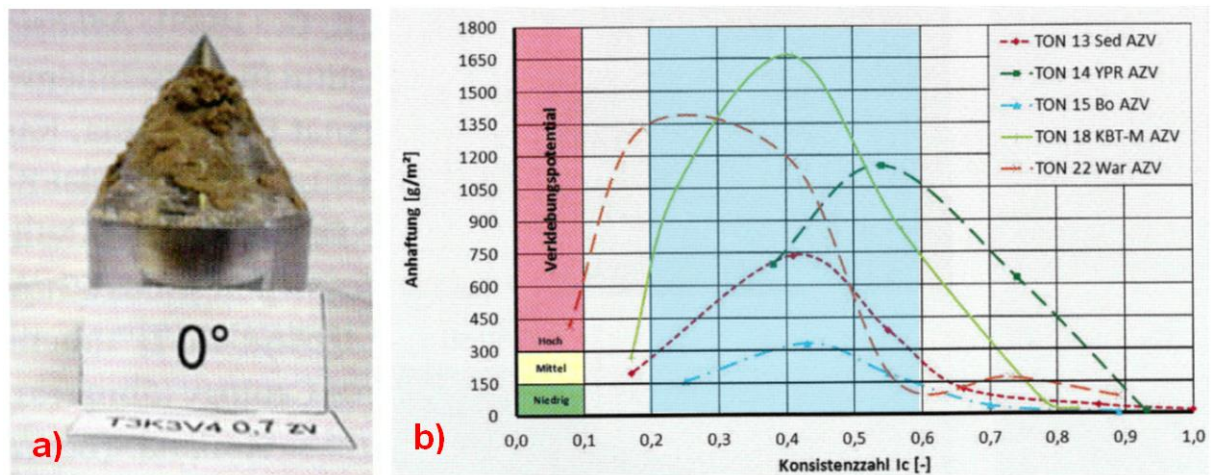 0°
T3K3V4 0,7 ZV
a)
b)
Anhaftung [g/m²]
1800
1650
1500
1350
1200
1050
900
750
600
450
300
150
0
Verklebungspotential
Hoch
Mittel
Niedrig
TON 13 Sed AZV
TON 14 YPR AZV
TON 15 Bo AZV
TON 18 KBT-M AZV
TON 22 War AZV
0,0 0,1 0,2 0,3 0,4 0,5 0,6 0,7 0,8 0,9 1,0
Konsistenzzahl Ic [-]